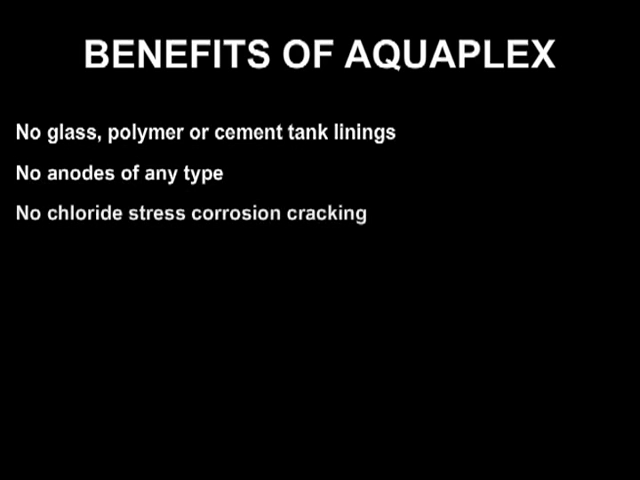 BENEFITS OF AQUAPLEX
No glass, polymer or cement tank linings
No anodes of any type
No chloride stress corrosion cracking